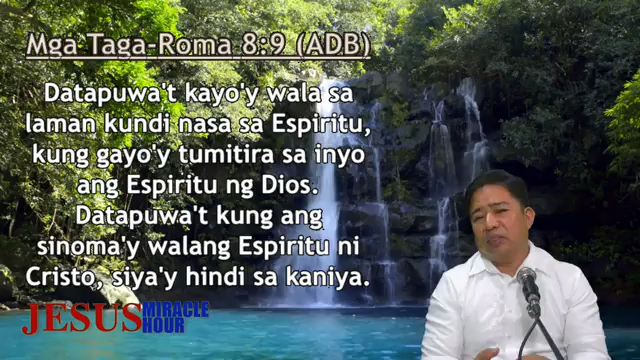 Mga Taga-Roma 8:9 (ADB)
Datapuwa't kayo'y wala sa
laman kundi nasa sa Espiritu,
kung gayo'y tumitira sa inyo
ang Espiritu ng Dios.
Datapuwa't kung ang
sinoma'y walang Espiritu ni
Cristo, siya'y hindi sa kaniya.
JESUS MIRACLE
HOUR